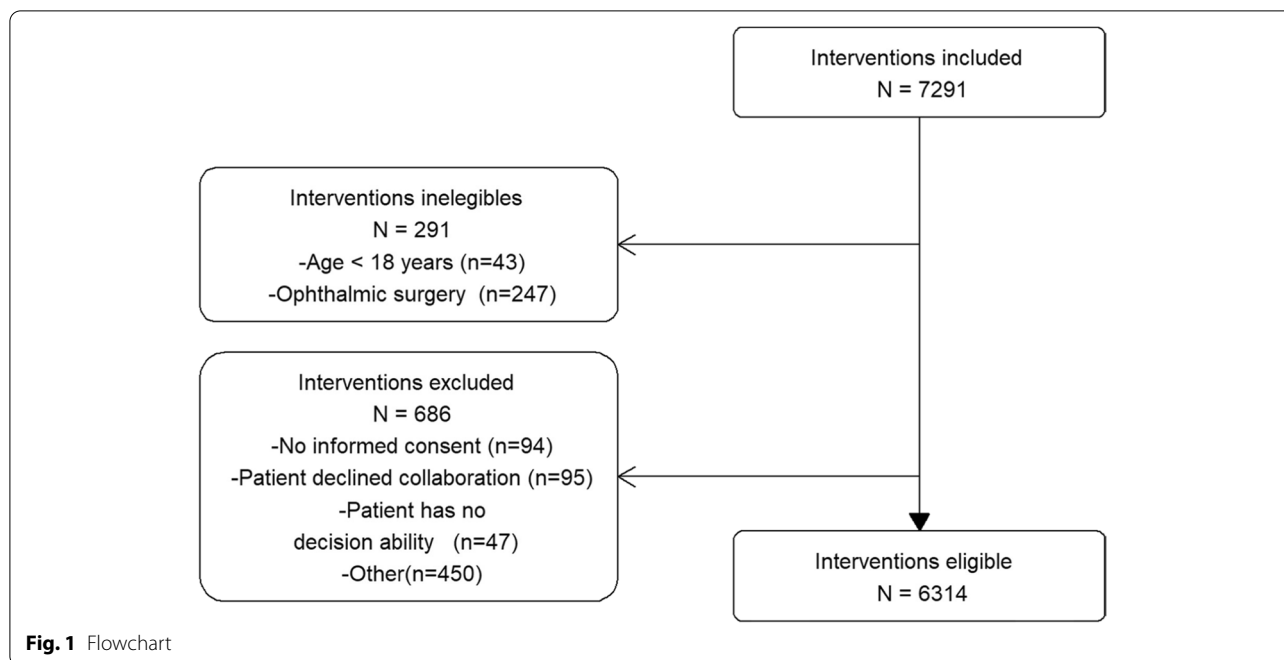 Interventions included
N = 7291
Interventions inelegibles
N = 291
-Age < 18 years (n=43)
-Ophthalmic surgery (n=247)
Interventions excluded
N = 686
-No informed consent (n=94)
-Patient declined collaboration (n=95)
-Patient has no
decision ability (n=47)
-Other(n=450)
Interventions eligible
N = 6314
Fig. 1 Flowchart